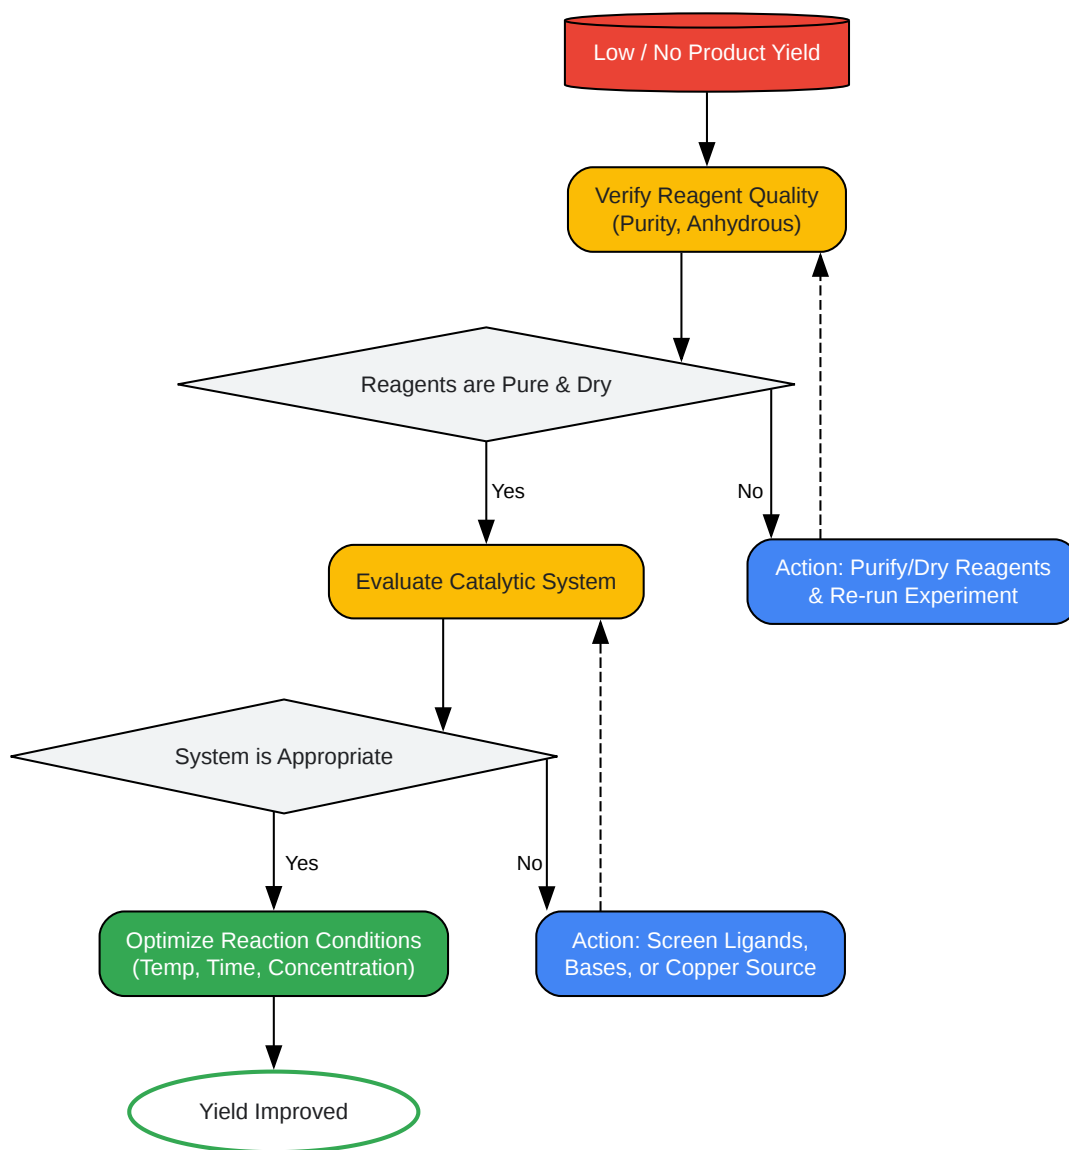 Low / No Product Yield
Verify Reagent Quality
(Purity, Anhydrous)
Reagents are Pure & Dry
Yes
No
Evaluate Catalytic System
Action: Purify/Dry Reagents
& Re-run Experiment
System is Appropriate
Yes
No
Optimize Reaction Conditions
(Temp, Time, Concentration)
Action: Screen Ligands,
Bases, or Copper Source
Yield Improved